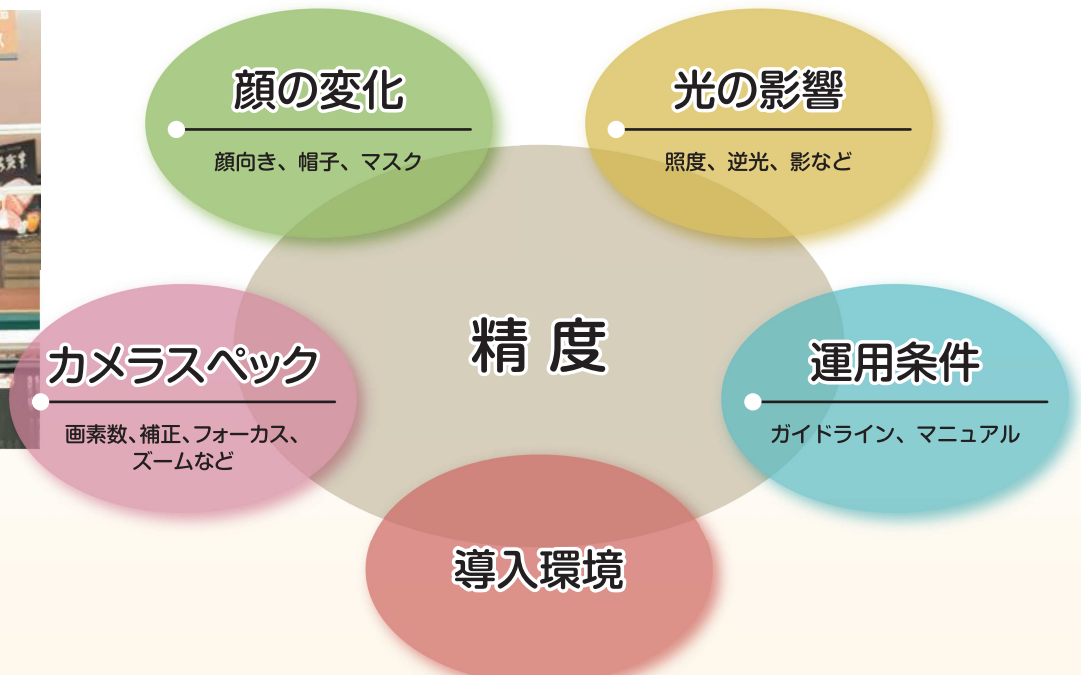 顔の変化
顔向き、帽子、マスク
光の影響
照度、逆光、影など
精度
カメラスペック
画素数、補正、フォーカス、
ズームなど
運用条件
ガイドライン、マニュアル
導入環境